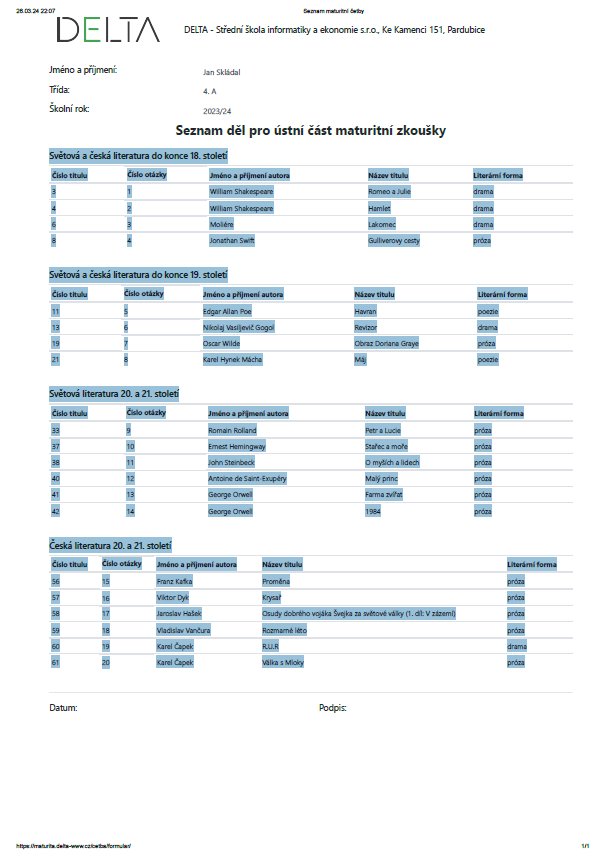 26.03.24 22:07 Seznam maturitní četby
DELTA DELTA - Střední škola informatiky a ekonomie s.r.o., Ke Kamenci 151, Pardubice
Jméno a příjmení: Jan Skládal
Třída: 4. A
Školní rok: 2023/24
Seznam děl pro ústní část maturitní zkoušky
Světová a česká literatura do konce 18. století
Číslo titulu Číslo otázky Jméno a příjmení autora Název titulu Literární forma
3 1 William Shakespeare Romeo a Julie drama
4 2 William Shakespeare Hamlet drama
6 3 Moliére Lakomec drama
8 4 Jonathan Swift Gulliverovy cesty próza
Světová a česká literatura do konce 19. století
Číslo titulu Číslo otázky Jméno a příjmení autora Název titulu Literární forma
11 5 Edgar Allan Poe Havran poezie
13 6 Nikolaj Vasiljevič Gogol Revizor drama
19 7 Oscar Wilde Obraz Doriana Graye próza
21 8 Karel Hynek Mácha Máj poezie
Světová literatura 20. a 21. století
Číslo titulu Číslo otázky Jméno a příjmení autora Název titulu Literární forma
33 9 Romain Rolland Petr a Lucie próza
37 10 Ernest Hemingway Stařec a moře próza
38 11 John Steinbeck O myších a lidech próza
40 12 Antoine de Saint-Exupéry Malý princ próza
41 13 George Orwell Farma zvířat próza
42 14 George Orwell 1984 próza
Česká literatura 20. a 21. století
Číslo titulu Číslo otázky Jméno a příjmení autora Název titulu Literární forma
56 15 Franz Kafka Proměna próza
57 16 Viktor Dyk Krysař próza
58 17 Jaroslav Hašek Osudy dobrého vojáka Švejka za světové války (1. díl: V zázemí) próza
59 18 Vladislav Vančura Rozmarné léto próza
60 19 Karel Čapek R.U.R drama
61 20 Karel Čapek Válka s Mloky próza
Datum: Podpis:
https://maturita.delta-www.cz/cetba/formular/ 1/1